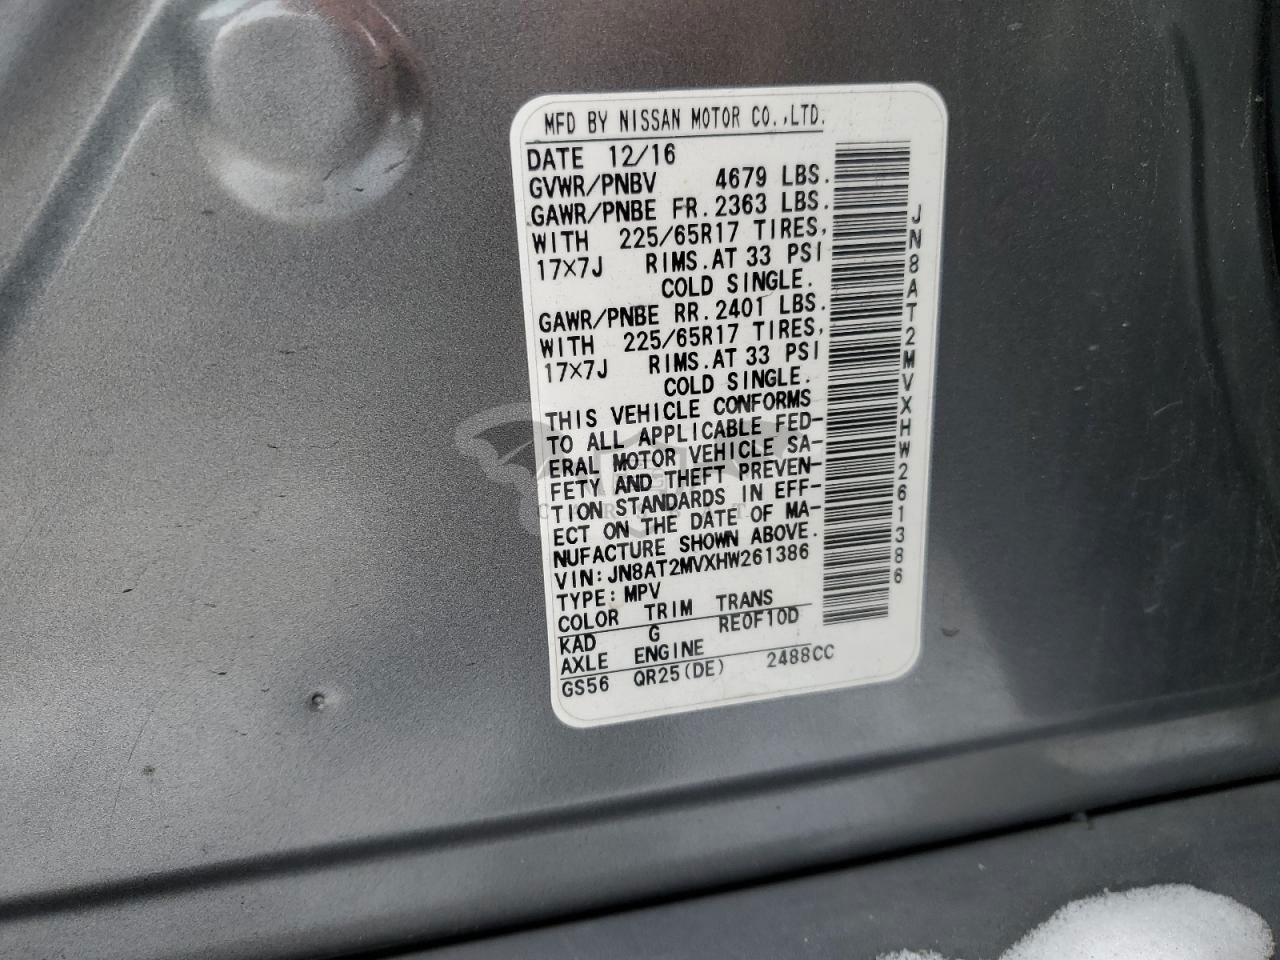 MFD BY NISSAN MOTOR CO.,LTD.
DATE 12/16
GVWR/PNBV 4679 LBS.
GAWR/PNBE FR. 2363 LBS.
WITH 225/65R17 TIRES,
17×7J RIMS.AT 33 PSI
COLD SINGLE.
GAWR/PNBE RR. 2401 LBS.
WITH 225/65R17 TIRES,
17×7J RIMS.AT 33 PSI
COLD SINGLE.
THIS VEHICLE CONFORMS
TO ALL APPLICABLE FED-
ERAL MOTOR VEHICLE SA-
FETY AND THEFT PREVEN-
TION STANDARDS IN EFF-
ECT ON THE DATE OF MA-
NUFACTURE SHOWN ABOVE.
VIN:JN8AT2MVXHW261386
TYPE:MPV
COLOR TRIM TRANS
KAD G RE0F10D
AXLE ENGINE
GS56 QR25(DE) 2488CC
JN8AT2MVXHW261386